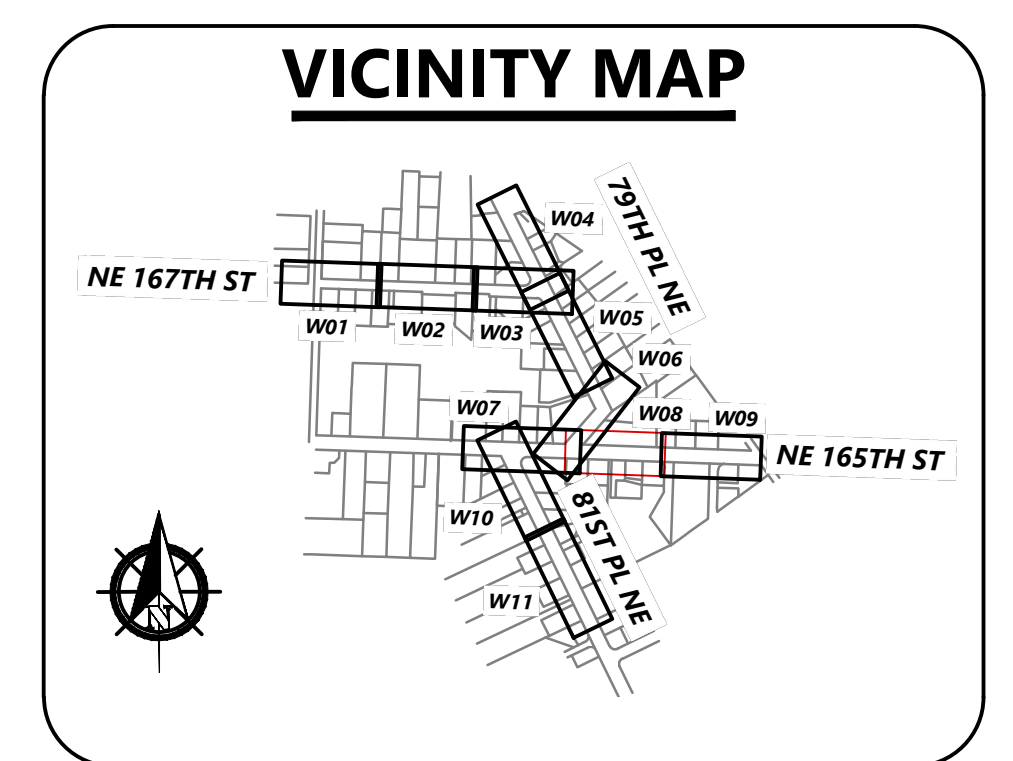 VICINITY MAP
79TH PL NE
W04
NE 167TH ST
W01
W02
W03
W05
W06
W07
W08
W09
NE 165TH ST
W10
81ST PL NE
W11
N